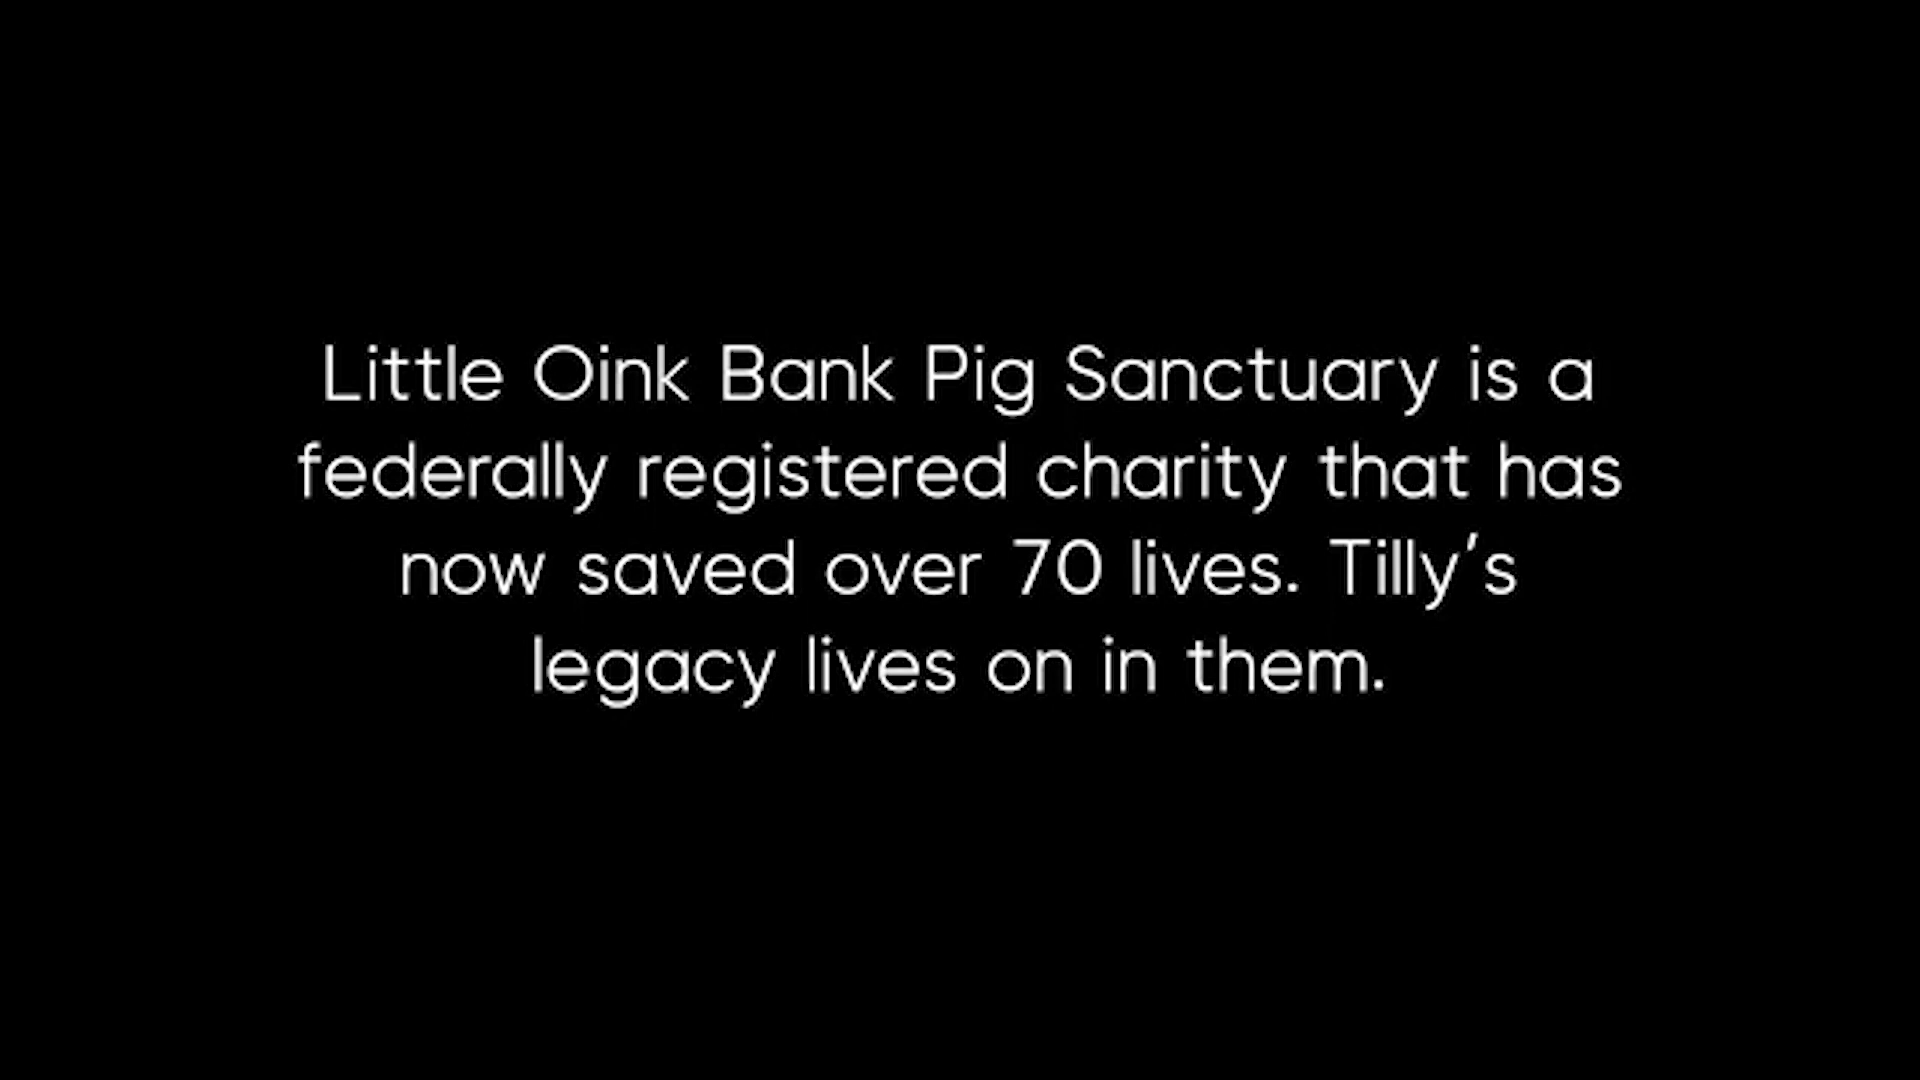 Little Oink Bank Pig Sanctuary is a
federally registered charity that has
now saved over 70 lives. Tilly's
legacy lives on in them.